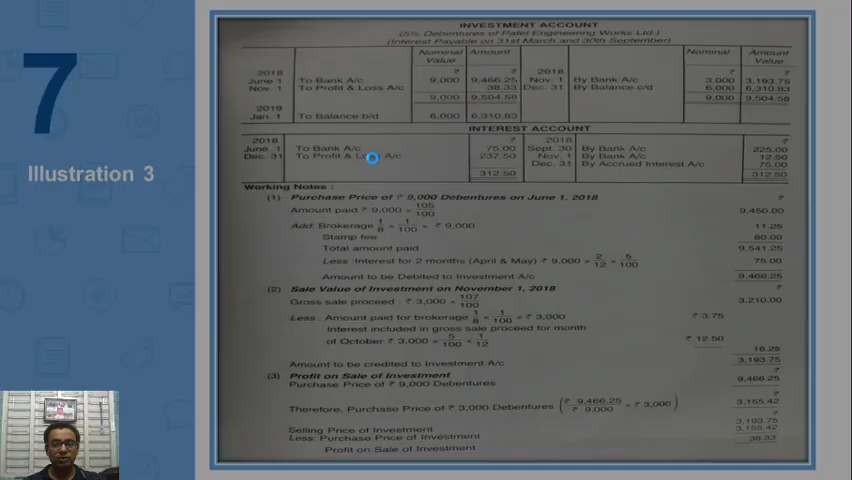 7
Illustration 3
INVESTMENT ACCOUNT
(5% Debentures of Patel Engineering Works Ltd.)
(Interest Payable on 31st March and 30th September)
Nominal Value Amount Nominal Amount Value
2018 ₹ ₹ 2018 ₹ ₹
June 1 To Bank A/c 9,000 9,466.25 Nov. 1 By Bank A/c 3,000 3,193.75
Nov. 1 To Profit & Loss A/c 38.33 Dec. 31 By Balance c/d 6,000 6,310.83
9,000 9,504.58 9,000 9,504.58
2019
Jan. 1 To Balance b/d 6,000 6,310.83
INTEREST ACCOUNT
2018 ₹ 2018 ₹
June 1 To Bank A/c 75.00 Sept. 30 By Bank A/c 225.00
Dec. 31 To Profit & Loss A/c 237.50 Nov. 1 By Bank A/c 12.50
Dec. 31 By Accrued Interest A/c 75.00
312.50 312.50
Working Notes :
(1) Purchase Price of ₹ 9,000 Debentures on June 1, 2018 ₹
Amount paid ₹ 9,000 × 105/100 9,450.00
Add: Brokerage 1/8 × 1/100 × ₹ 9,000 11.25
Stamp fee 80.00
Total amount paid 9,541.25
Less : Interest for 2 months (April & May) ₹ 9,000 × 2/12 × 5/100 75.00
Amount to be Debited to Investment A/c 9,466.25
(2) Sale Value of Investment on November 1, 2018 ₹
Gross sale proceed : ₹ 3,000 × 107/100 3,210.00
Less : Amount paid for brokerage 1/8 × 1/100 × ₹ 3,000 ₹ 3.75
Interest included in gross sale proceed for month
of October ₹ 3,000 × 5/100 × 1/12 ₹ 12.50
16.25
Amount to be credited to Investment A/c 3,193.75
(3) Profit on Sale of Investment ₹
Purchase Price of ₹ 9,000 Debentures 9,466.25
Therefore, Purchase Price of ₹ 3,000 Debentures (₹ 9,466.25/₹ 9,000 × ₹ 3,000) 3,155.42
₹
Selling Price of Investment 3,193.75
Less: Purchase Price of Investment 3,155.42
Profit on Sale of Investment 38.33